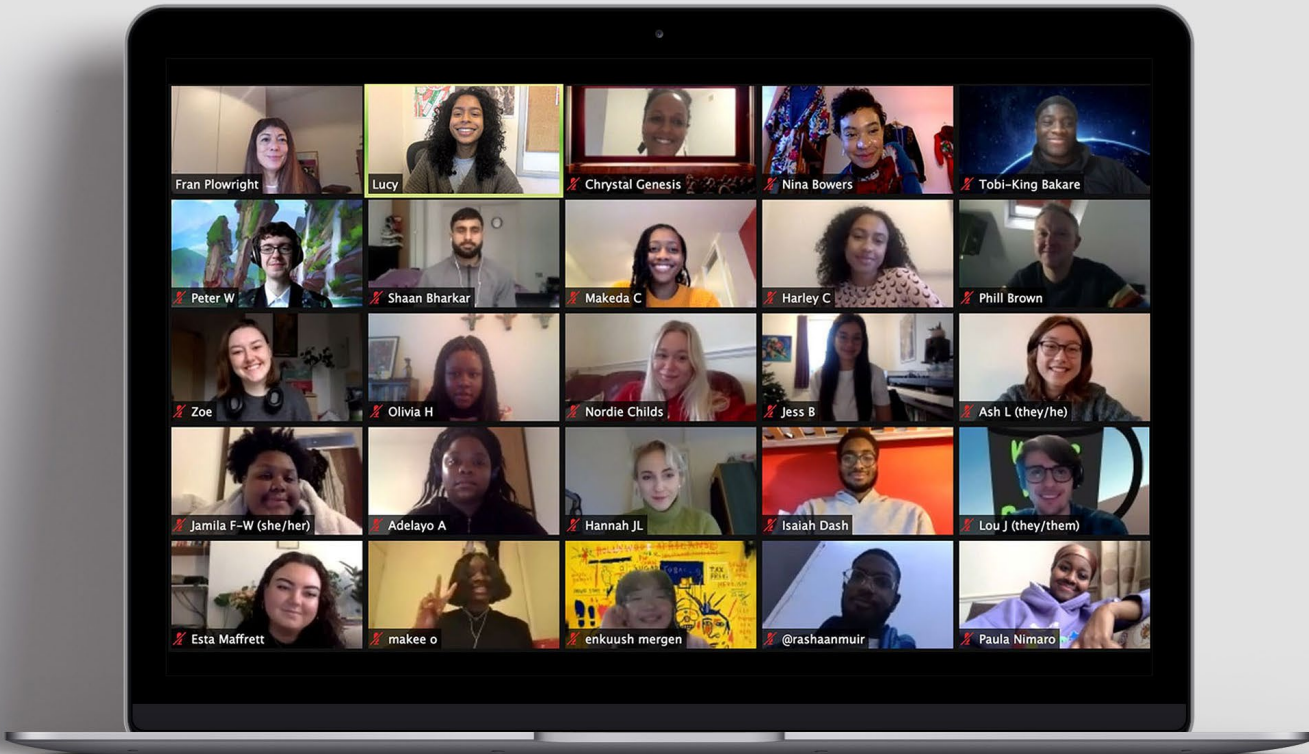 Fran Plowright
Lucy
Chrystal Genesis
Nina Bowers
Tobi-King Bakare
Peter W
Shaan Bharkar
Makeda C
Harley C
Phill Brown
Zoe
Olivia H
Nordie Childs
Jess B
Ash L (they/he)
Jamila F-W (she/her)
Adelayo A
Hannah JL
Isaiah Dash
Lou J (they/them)
Esta Maffrett
makee o
enkuush mergen
@rashaanmuir
Paula Nimaro
TAX
FREE